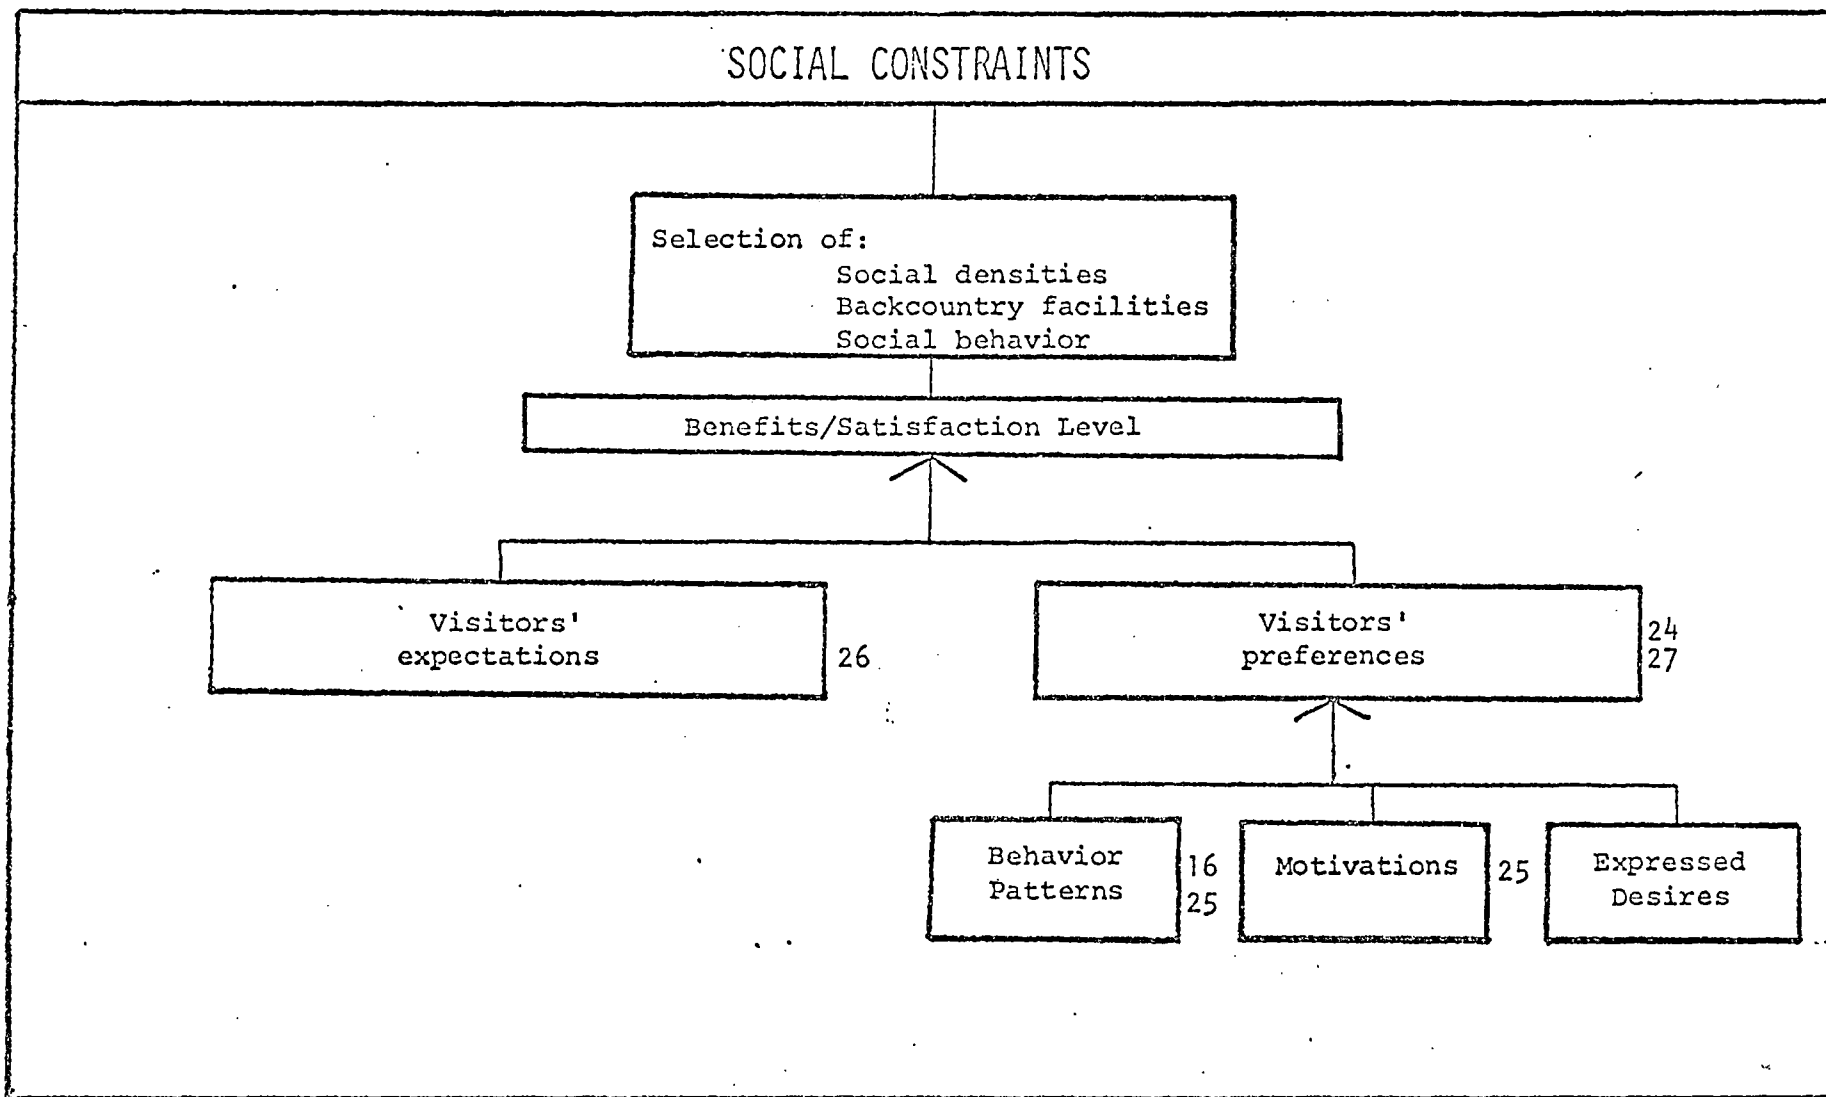 SOCIAL CONSTRAINTS
Selection of:
Social densities
Backcountry facilities
Social behavior
Benefits/Satisfaction Level
Visitors'
expectations
26
Visitors'
preferences
24
27
Behavior
Patterns
16
25
Motivations
25
Expressed
Desires